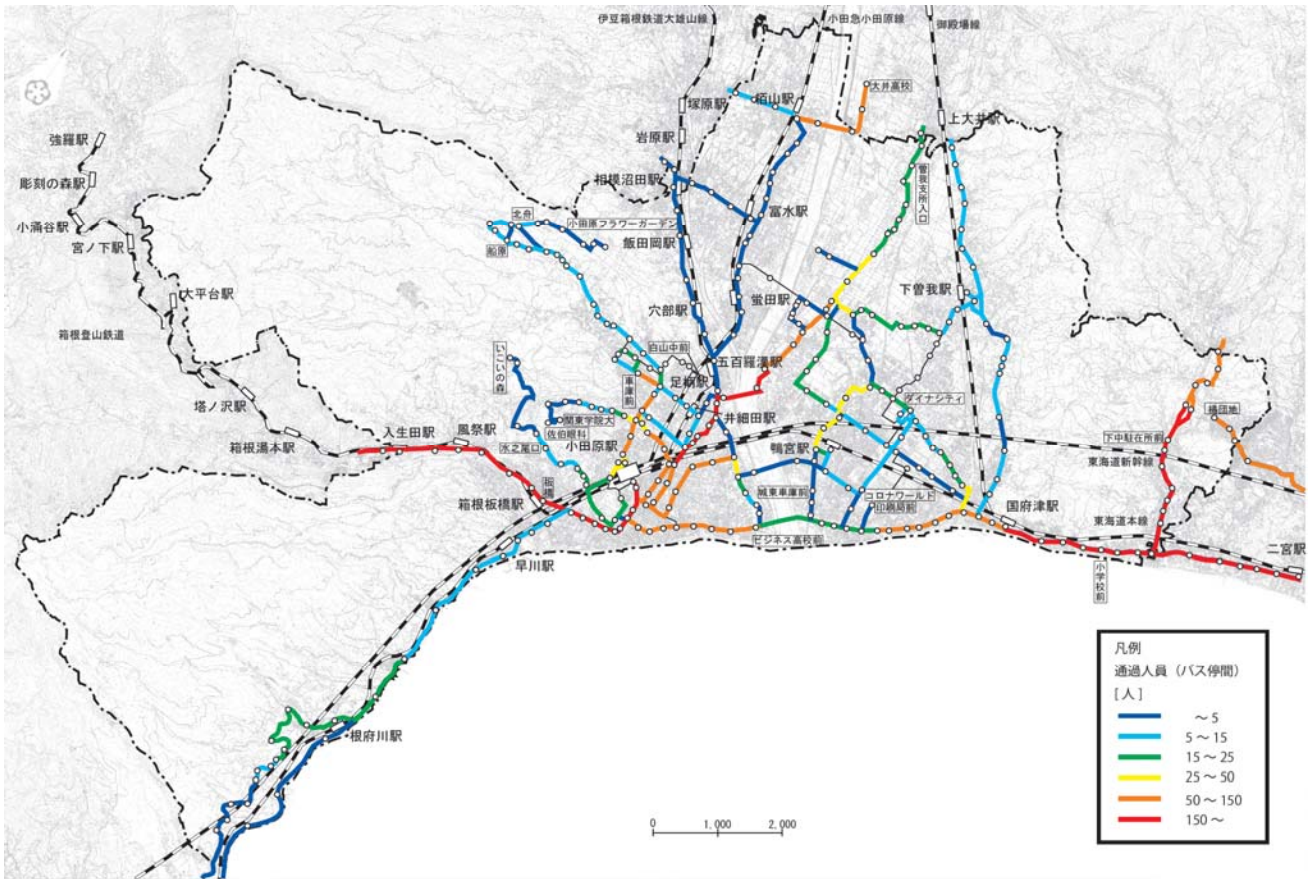 伊豆箱根鉄道大雄山線
小田急小田原線
御殿場線
大井高校
栢山駅
塚原駅
上大井駅
強羅駅
岩原駅
彫刻の森駅
相模沼田駅
曽我支所入口
小涌谷駅
北舟
小田原フラワーガーデン
富水駅
宮ノ下駅
船原
飯田岡駅
大平台駅
穴部駅
蛍田駅
下曽我駅
箱根登山鉄道
いこいの森
白山中前
五百羅漢駅
車庫前
足柄駅
塔ノ沢駅
ダイナシティ
橘団地
関東学院大
井細田駅
入生田駅
風祭駅
佐伯眼科
水之尾口
小田原駅
鴨宮駅
下中駐在所前
箱根湯本駅
東海道新幹線
板橋
城東車庫前
コロナワールド
箱根板橋駅
印刷局前
国府津駅
東海道本線
ビジネス高校前
二宮駅
早川駅
小学校前
根府川駅
凡例
通過人員(バス停間)
[人]
～5
5～15
15～25
25～50
50～150
150～
0 1,000 2,000